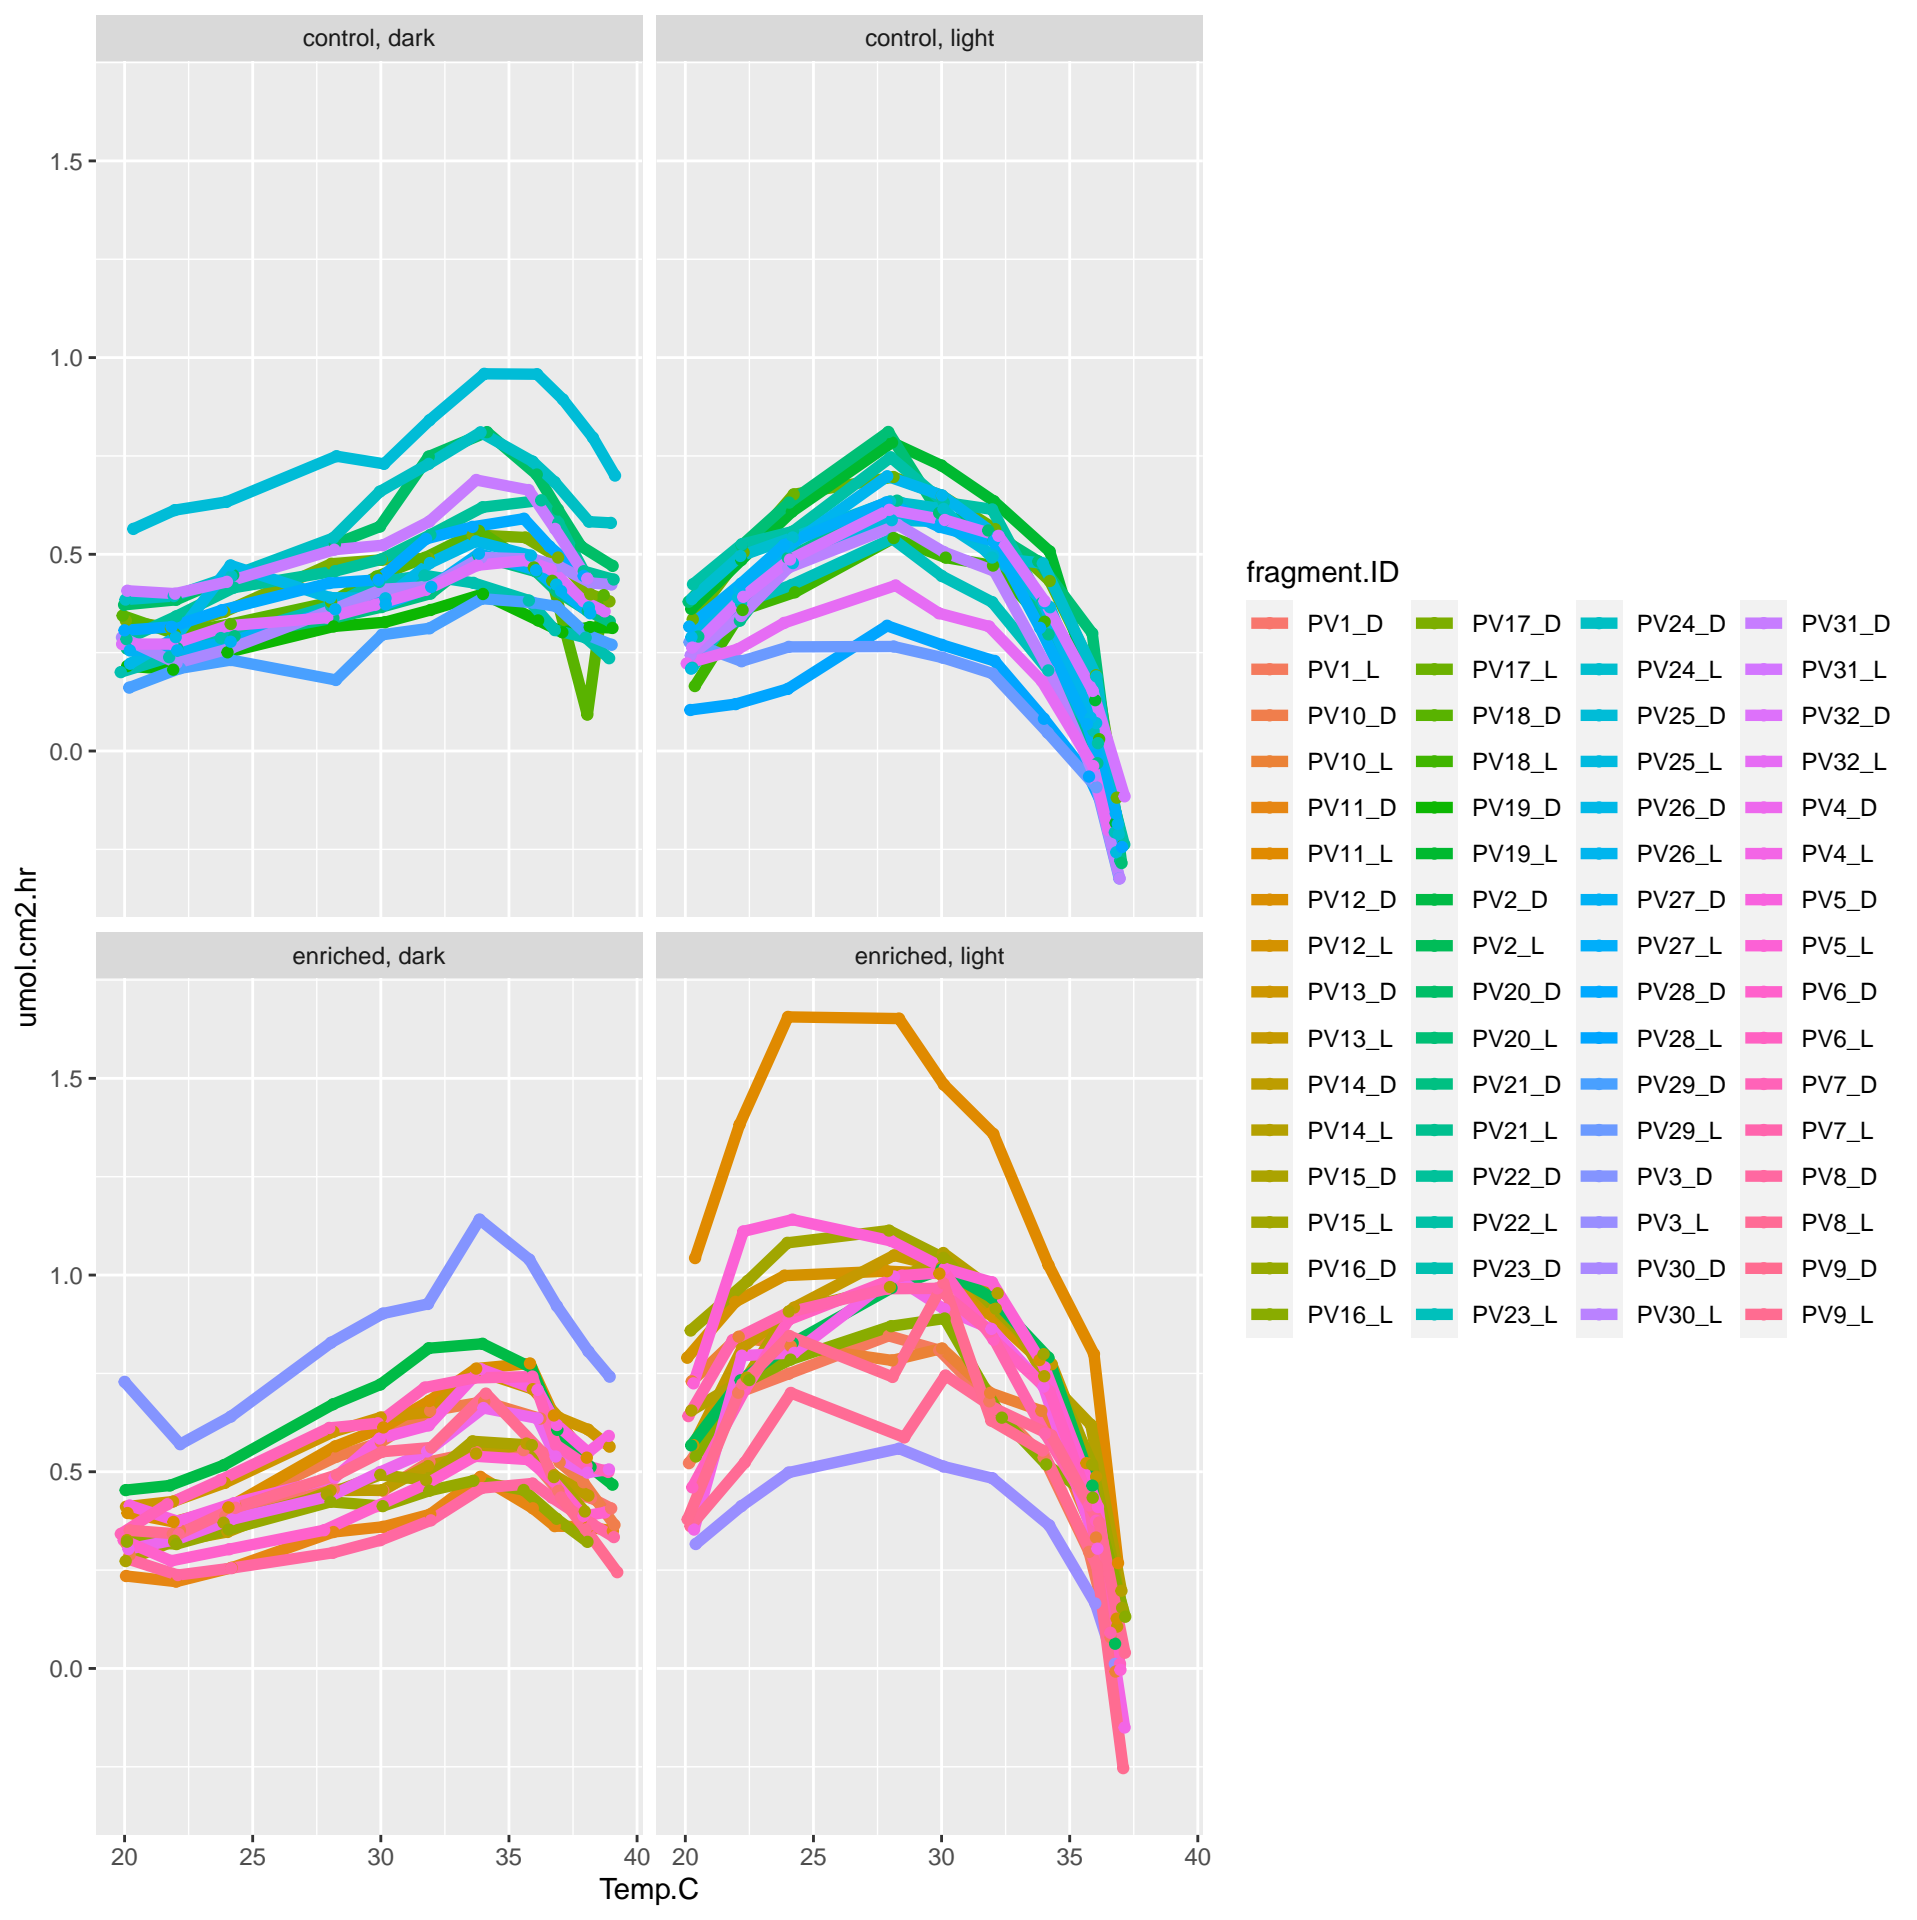 control, dark
control, light
1.5
1.0
0.5
0.0
enriched, dark
enriched, light
1.5
1.0
0.5
0.0
20 25 30 35 40 20 25 30 35 40
Temp.C
umol.cm2.hr
fragment.ID
PV1_D PV17_D PV24_D PV31_D
PV1_L PV17_L PV24_L PV31_L
PV10_D PV18_D PV25_D PV32_D
PV10_L PV18_L PV25_L PV32_L
PV11_D PV19_D PV26_D PV4_D
PV11_L PV19_L PV26_L PV4_L
PV12_D PV2_D PV27_D PV5_D
PV12_L PV2_L PV27_L PV5_L
PV13_D PV20_D PV28_D PV6_D
PV13_L PV20_L PV28_L PV6_L
PV14_D PV21_D PV29_D PV7_D
PV14_L PV21_L PV29_L PV7_L
PV15_D PV22_D PV3_D PV8_D
PV15_L PV22_L PV3_L PV8_L
PV16_D PV23_D PV30_D PV9_D
PV16_L PV23_L PV30_L PV9_L